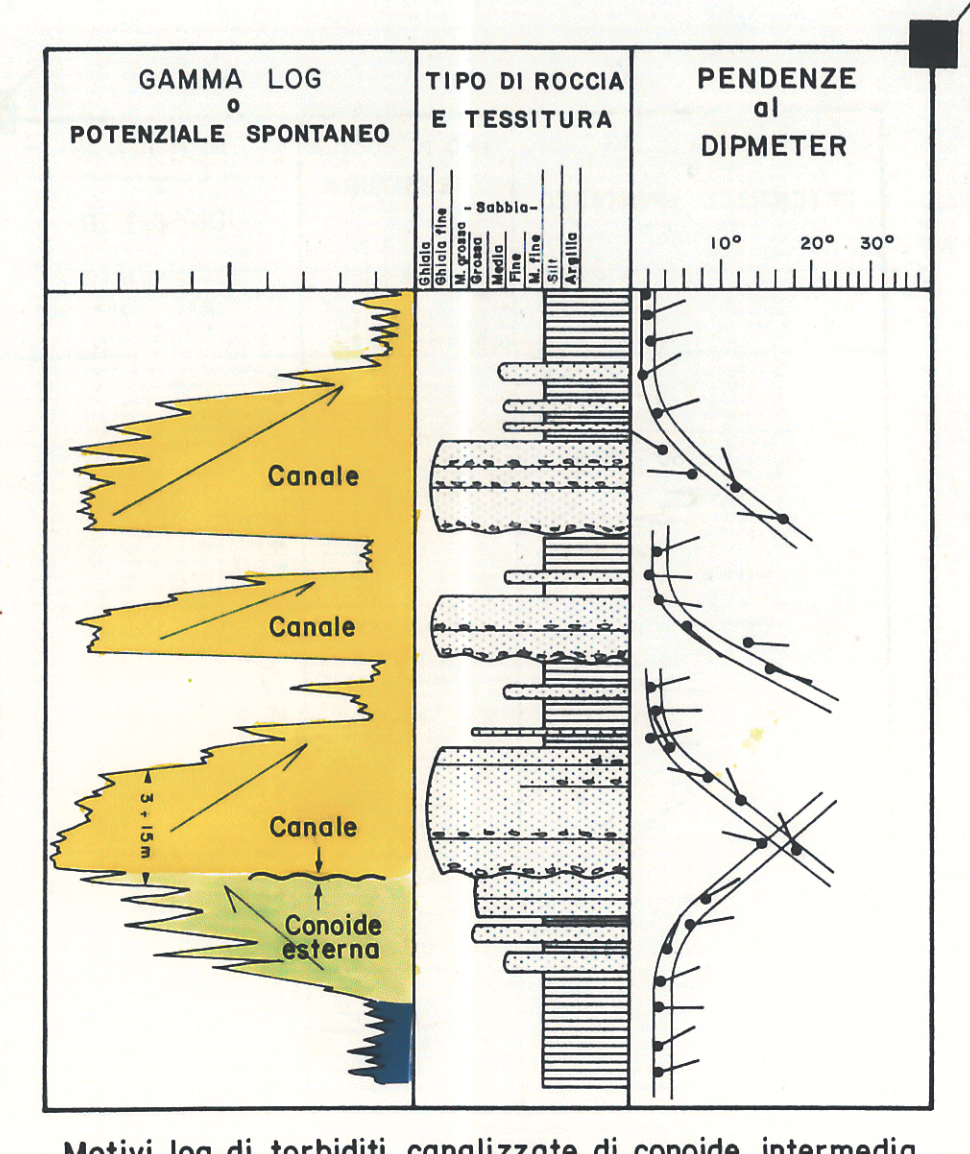 GAMMA LOG
o
POTENZIALE SPONTANEO
TIPO DI ROCCIA
E TESSITURA
PENDENZE
al
DIPMETER
-Sabbia-
Ghiaia
Ghiaia fine
M. grossa
Grossa
Media
Fine
M. fine
Silt
Argilla
10° 20° 30°
Canale
Canale
3 ÷ 15m
Canale
Conoide
esterna
Motivi log di torbiditi canalizzate di conoide intermedia